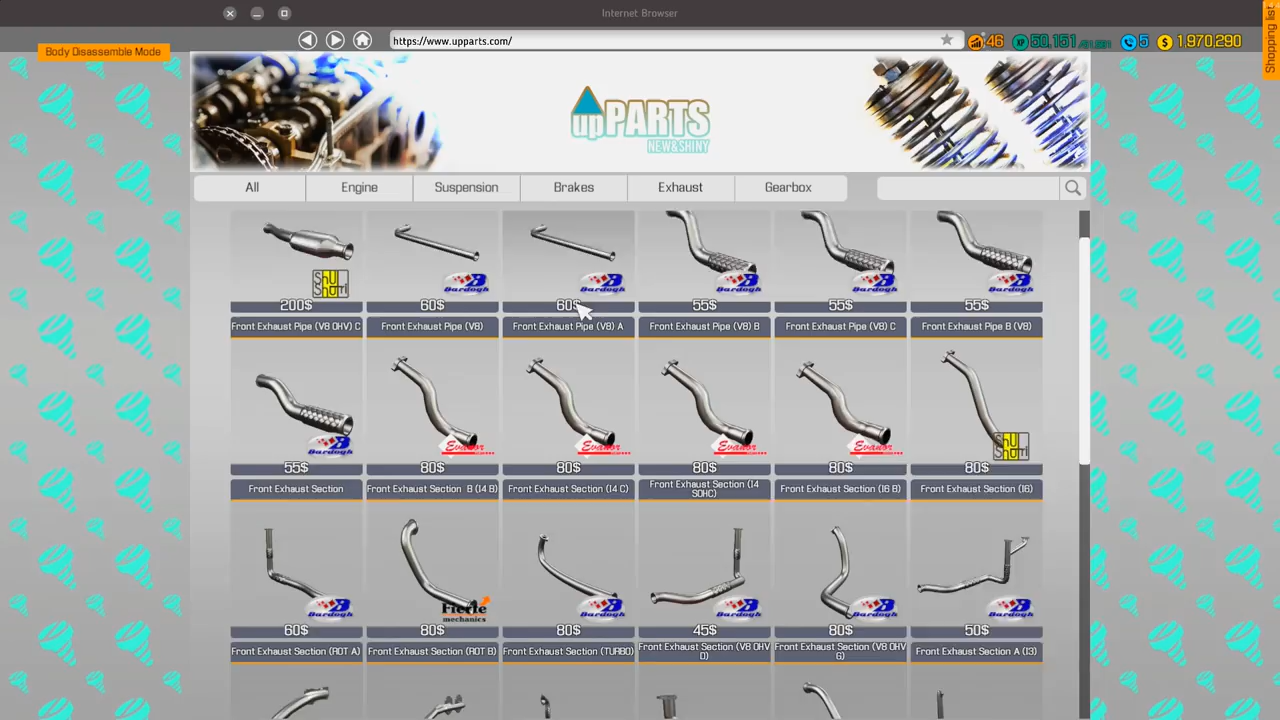 Internet Browser
https://www.upparts.com/
46
5
1,970,290
Shopping list
Body Disassemble Mode
upPARTS
NEW&SHINY
All
Engine
Suspension
Brakes
Exhaust
Gearbox
200$
60$
60$
55$
55$
55$
Front Exhaust Pipe (V8 OHV) C
Front Exhaust Pipe (V8)
Front Exhaust Pipe (V8) A
Front Exhaust Pipe (V8) B
Front Exhaust Pipe (V8) C
Front Exhaust Pipe B (V8)
55$
80$
80$
80$
80$
80$
Front Exhaust Section
Front Exhaust Section B (I4 B)
Front Exhaust Section (I4 C)
Front Exhaust Section (I4 SOHC)
Front Exhaust Section (I6 B)
Front Exhaust Section (I6)
60$
80$
80$
45$
80$
50$
Front Exhaust Section (ROT A)
Front Exhaust Section (ROT B)
Front Exhaust Section (TURBO)
Front Exhaust Section (V8 OHV D)
Front Exhaust Section (V8 OHV G)
Front Exhaust Section A (I3)